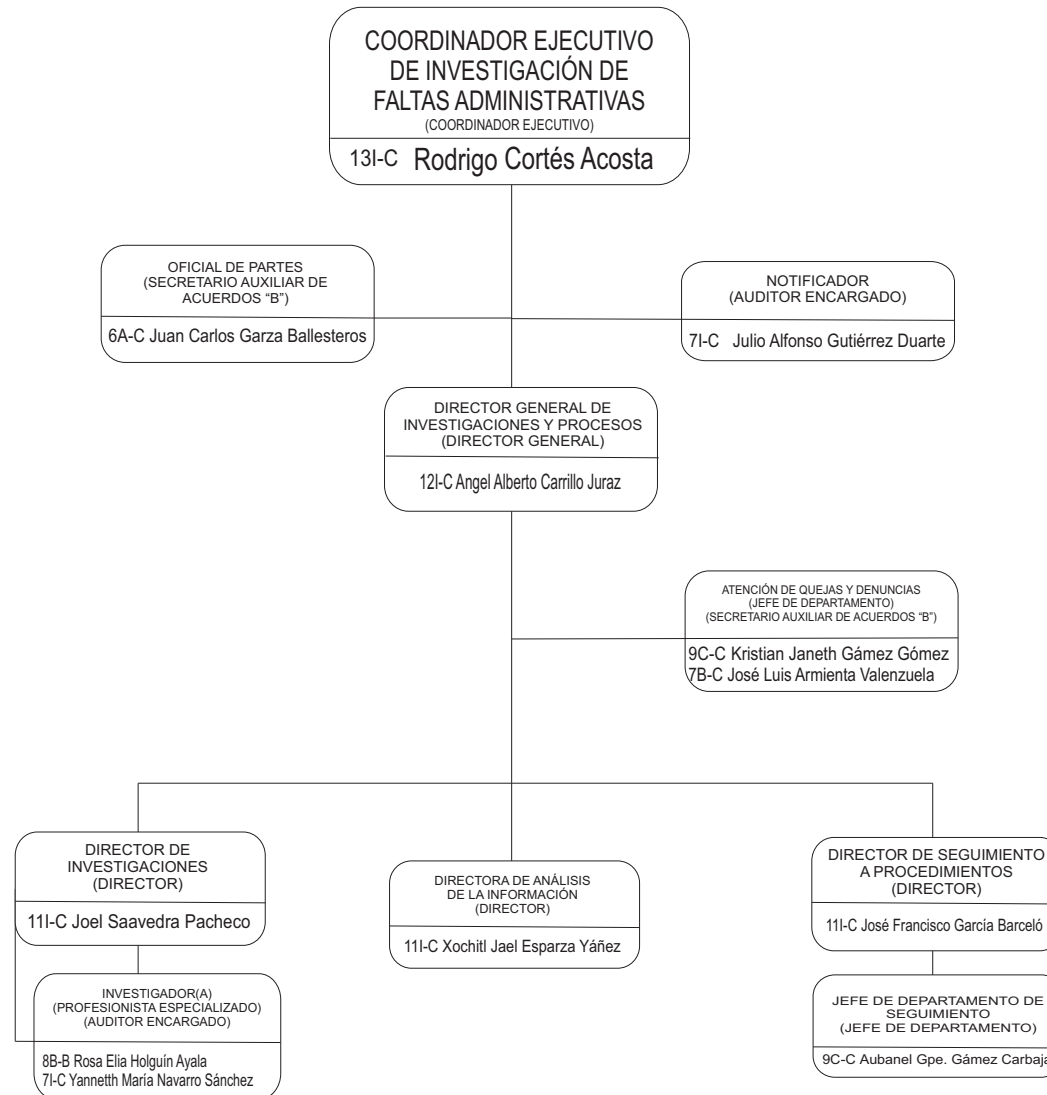 COORDINADOR EJECUTIVO
DE INVESTIGACIÓN DE
FALTAS ADMINISTRATIVAS
(COORDINADOR EJECUTIVO)
13I-C Rodrigo Cortés Acosta
OFICIAL DE PARTES
(SECRETARIO AUXILIAR DE
ACUERDOS “B”)
6A-C Juan Carlos Garza Ballesteros
NOTIFICADOR
(AUDITOR ENCARGADO)
7I-C Julio Alfonso Gutiérrez Duarte
DIRECTOR GENERAL DE
INVESTIGACIONES Y PROCESOS
(DIRECTOR GENERAL)
12I-C Angel Alberto Carrillo Juraz
ATENCIÓN DE QUEJAS Y DENUNCIAS
(JEFE DE DEPARTAMENTO)
(SECRETARIO AUXILIAR DE ACUERDOS “B”)
9C-C Kristian Janeth Gámez Gómez
7B-C José Luis Armienta Valenzuela
DIRECTOR DE
INVESTIGACIONES
(DIRECTOR)
11I-C Joel Saavedra Pacheco
INVESTIGADOR(A)
(PROFESIONISTA ESPECIALIZADO)
(AUDITOR ENCARGADO)
8B-B Rosa Elia Holguín Ayala
7I-C Yannetth María Navarro Sánchez
DIRECTORA DE ANÁLISIS
DE LA INFORMACIÓN
(DIRECTOR)
11I-C Xochitl Jael Esparza Yáñez
DIRECTOR DE SEGUIMIENTO
A PROCEDIMIENTOS
(DIRECTOR)
11I-C José Francisco García Barceló
JEFE DE DEPARTAMENTO DE
SEGUIMIENTO
(JEFE DE DEPARTAMENTO)
9C-C Aubanel Gpe. Gámez